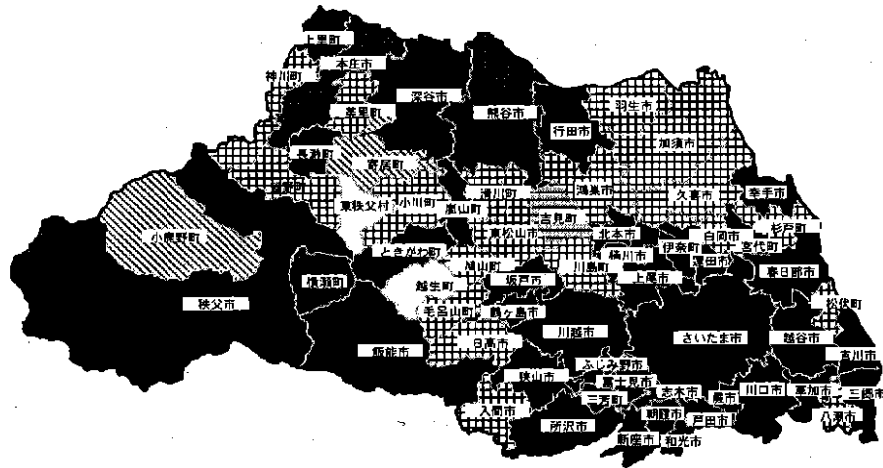 上里町
本庄市
神川町
深谷市
美里町
熊谷市
羽生市
行田市
加須市
長瀞町
寄居町
皆野町
東秩父村
小川町
嵐山町
滑川町
鴻巣市
久喜市
幸手市
吉見町
小鹿野町
東松山市
北本市
白岡市
杉戸町
ときがわ町
桶川市
伊奈町
宮代町
蓮田市
鳩山町
川島町
春日部市
横瀬町
越生町
坂戸市
上尾市
秩父市
松伏町
毛呂山町
鶴ヶ島市
川越市
さいたま市
越谷市
飯能市
日高市
吉川市
ふじみ野市
狭山市
富士見市
志木市
川口市
草加市
三郷市
三芳町
蕨市
入間市
朝霞市
戸田市
八潮市
所沢市
新座市
和光市